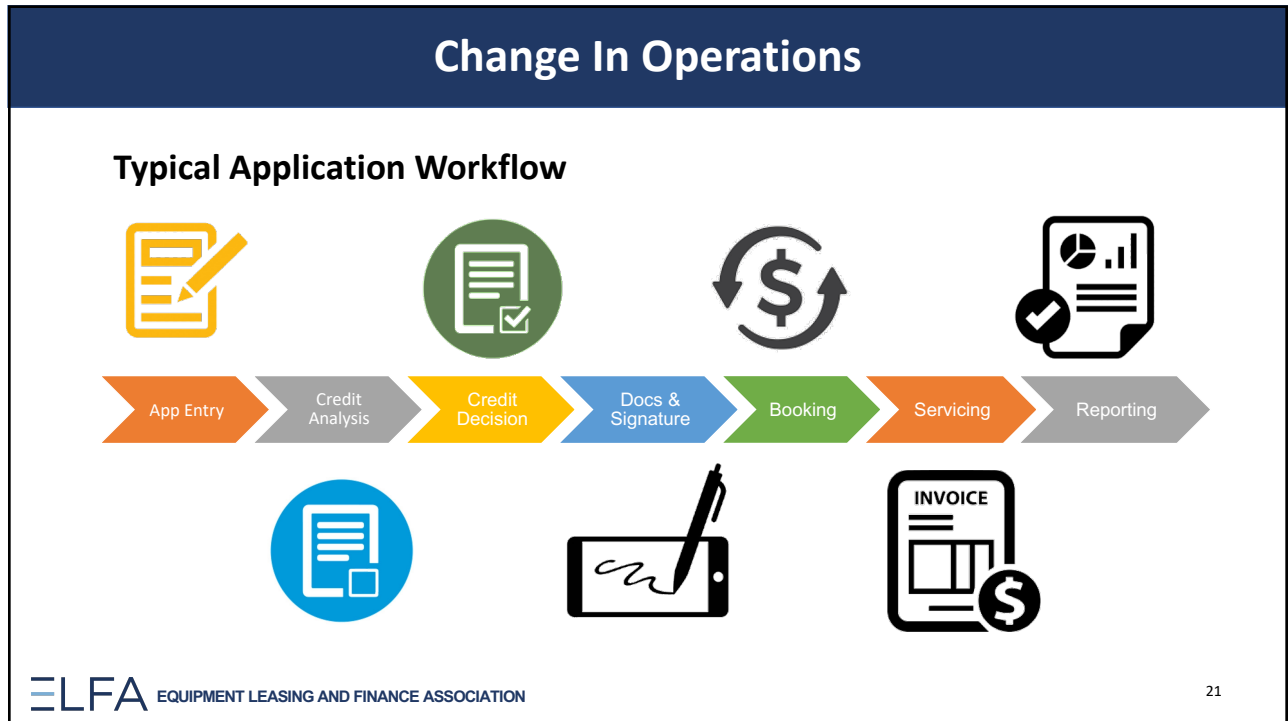 Change In Operations
Typical Application Workflow
App Entry
Credit
Analysis
Credit
Decision
Docs &
Signature
Booking
Servicing
Reporting
INVOICE
$
$
ELFA EQUIPMENT LEASING AND FINANCE ASSOCIATION
21